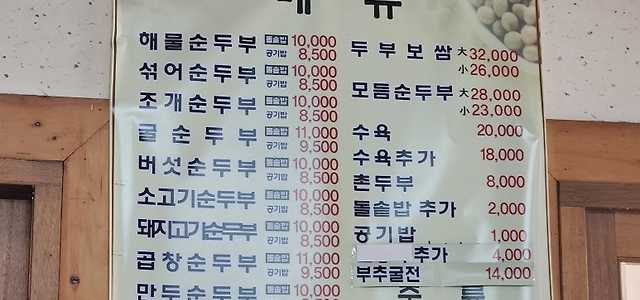 메 뉴
해물순두부 돌솥밥 10,000
공기밥 8,500
섞어순두부 돌솥밥 10,000
공기밥 8,500
조개순두부 돌솥밥 10,000
공기밥 8,500
굴순두부 돌솥밥 11,000
공기밥 9,500
버섯순두부 돌솥밥 10,000
공기밥 8,500
소고기순두부 돌솥밥 10,000
공기밥 8,500
돼지고기순두부 돌솥밥 10,000
공기밥 8,500
곱창순두부 돌솥밥 11,000
공기밥 9,500
만두순두부 돌솥밥 10,000
두부보쌈 大 32,000
小 26,000
모듬순두부 大 28,000
小 23,000
수육 20,000
수육추가 18,000
촌두부 8,000
돌솥밥 추가 2,000
공기밥 1,000
추가 4,000
부추굴전 14,000